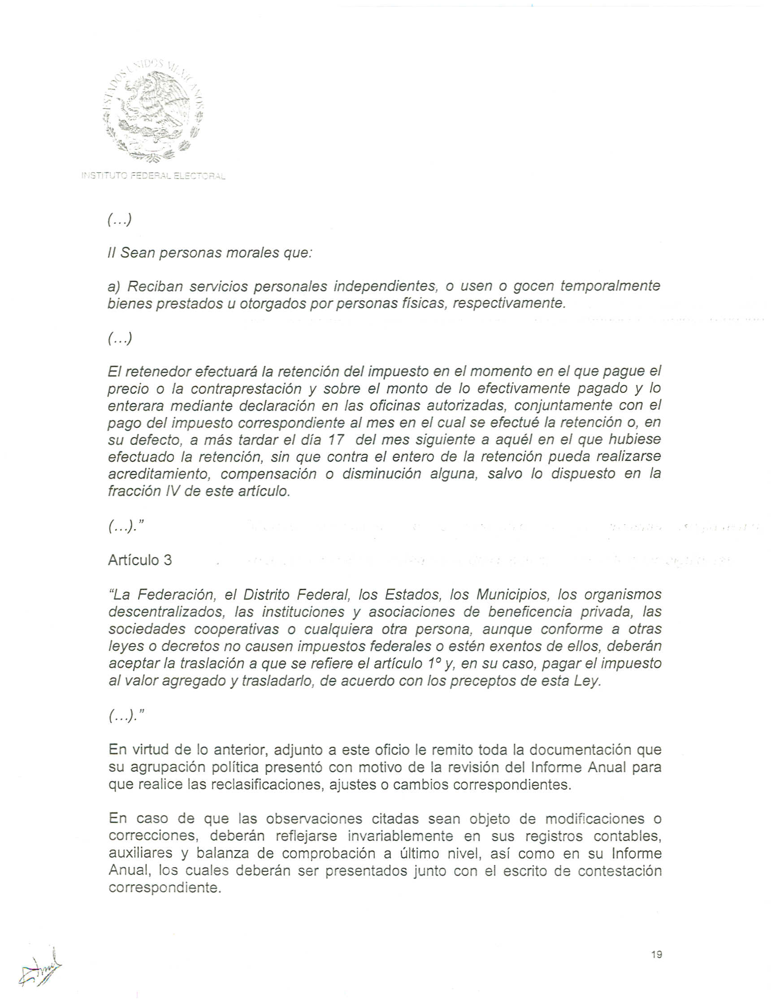 ESTADOS UNIDOS MEXICANOS
INSTITUTO FEDERAL ELECTORAL
(...)
II Sean personas morales que:
a) Reciban servicios personales independientes, o usen o gocen temporalmente
bienes prestados u otorgados por personas físicas, respectivamente.
(...)
El retenedor efectuará la retención del impuesto en el momento en el que pague el
precio o la contraprestación y sobre el monto de lo efectivamente pagado y lo
enterara mediante declaración en las oficinas autorizadas, conjuntamente con el
pago del impuesto correspondiente al mes en el cual se efectué la retención o, en
su defecto, a más tardar el día 17 del mes siguiente a aquél en el que hubiese
efectuado la retención, sin que contra el entero de la retención pueda realizarse
acreditamiento, compensación o disminución alguna, salvo lo dispuesto en la
fracción IV de este artículo.
(...)."
Artículo 3
"La Federación, el Distrito Federal, los Estados, los Municipios, los organismos
descentralizados, las instituciones y asociaciones de beneficencia privada, las
sociedades cooperativas o cualquiera otra persona, aunque conforme a otras
leyes o decretos no causen impuestos federales o estén exentos de ellos, deberán
aceptar la traslación a que se refiere el artículo 1º y, en su caso, pagar el impuesto
al valor agregado y trasladarlo, de acuerdo con los preceptos de esta Ley.
(...)."
En virtud de lo anterior, adjunto a este oficio le remito toda la documentación que
su agrupación política presentó con motivo de la revisión del Informe Anual para
que realice las reclasificaciones, ajustes o cambios correspondientes.
En caso de que las observaciones citadas sean objeto de modificaciones o
correcciones, deberán reflejarse invariablemente en sus registros contables,
auxiliares y balanza de comprobación a último nivel, así como en su Informe
Anual, los cuales deberán ser presentados junto con el escrito de contestación
correspondiente.
19